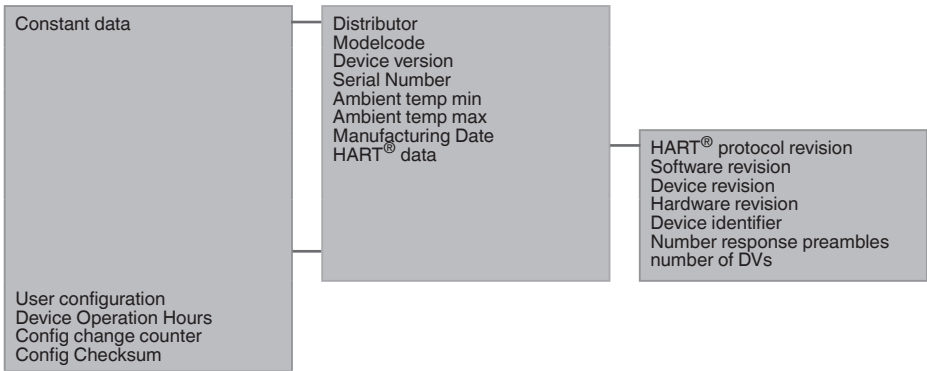 Constant data
Distributor
Modelcode
Device version
Serial Number
Ambient temp min
Ambient temp max
Manufacturing Date
HART® data
HART® protocol revision
Software revision
Device revision
Hardware revision
Device identifier
Number response preambles
number of DVs
User configuration
Device Operation Hours
Config change counter
Config Checksum